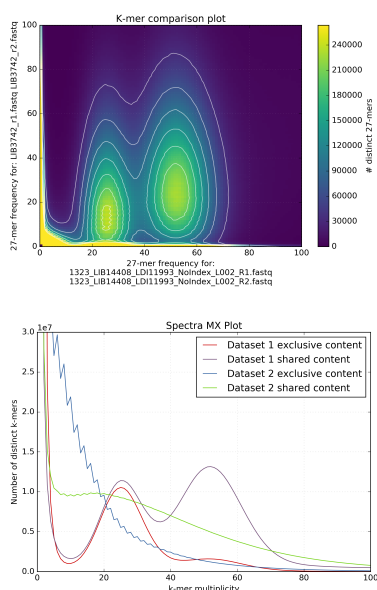 K-mer comparison plot
100
80
60
40
20
0
27-mer frequency for: LIB3742_r1.fastq LIB3742_r2.fastq
0 20 40 60 80 100
27-mer frequency for:
1323_LIB14408_LDI11993_NoIndex_L002_R1.fastq
1323_LIB14408_LDI11993_NoIndex_L002_R2.fastq
240000
210000
180000
150000
120000
90000
60000
30000
0
# distinct 27-mers
Spectra MX Plot
1e7
3.0
2.5
2.0
1.5
1.0
0.5
0.0
Number of distinct k-mers
Dataset 1 exclusive content
Dataset 1 shared content
Dataset 2 exclusive content
Dataset 2 shared content
0 20 40 60 80 100
k-mer multiplicity